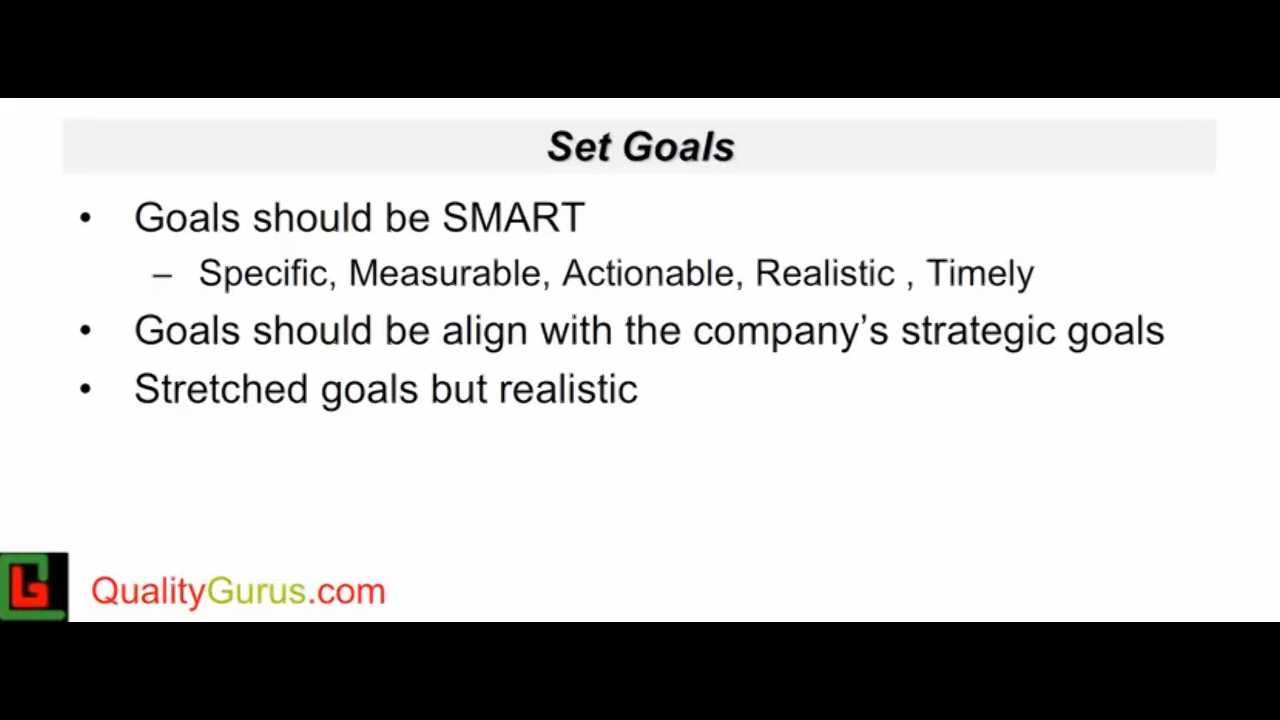 Set Goals
• Goals should be SMART
– Specific, Measurable, Actionable, Realistic , Timely
• Goals should be align with the company’s strategic goals
• Stretched goals but realistic
QualityGurus.com